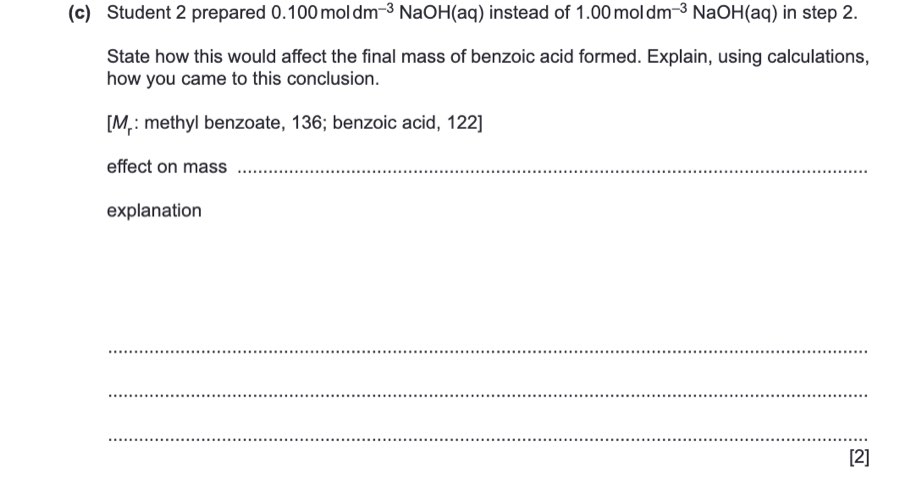 (c) Student 2 prepared 0.100 mol dm⁻³ NaOH(aq) instead of 1.00 mol dm⁻³ NaOH(aq) in step 2.
State how this would affect the final mass of benzoic acid formed. Explain, using calculations,
how you came to this conclusion.
[Mᵣ: methyl benzoate, 136; benzoic acid, 122]
effect on mass ................................................................
explanation
................................................................
................................................................
................................................................
[2]